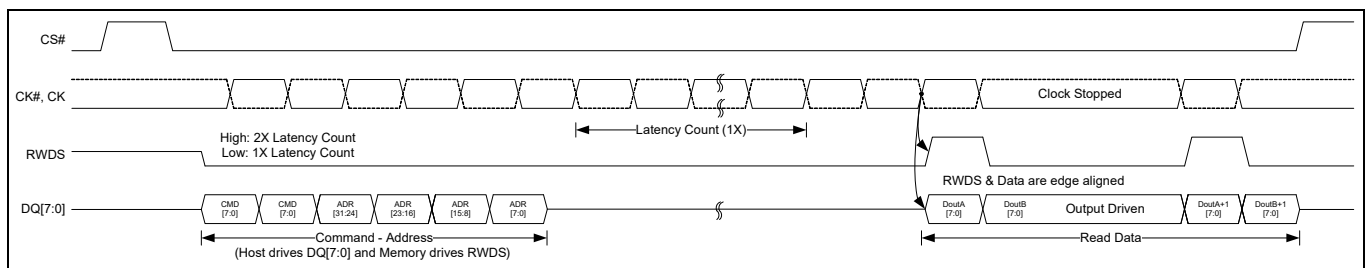 CS#
CK#, CK
Clock Stopped
Latency Count (1X)
High: 2X Latency Count
Low: 1X Latency Count
RWDS
RWDS & Data are edge aligned
DQ[7:0]
CMD CMD ADR ADR ADR ADR DoutA DoutB Output Driven DoutA+1 DoutB+1
[7:0] [7:0] [31:24] [23:16] [15:8] [7:0] [7:0] [7:0] [7:0] [7:0]
Command - Address
Read Data
(Host drives DQ[7:0] and Memory drives RWDS)